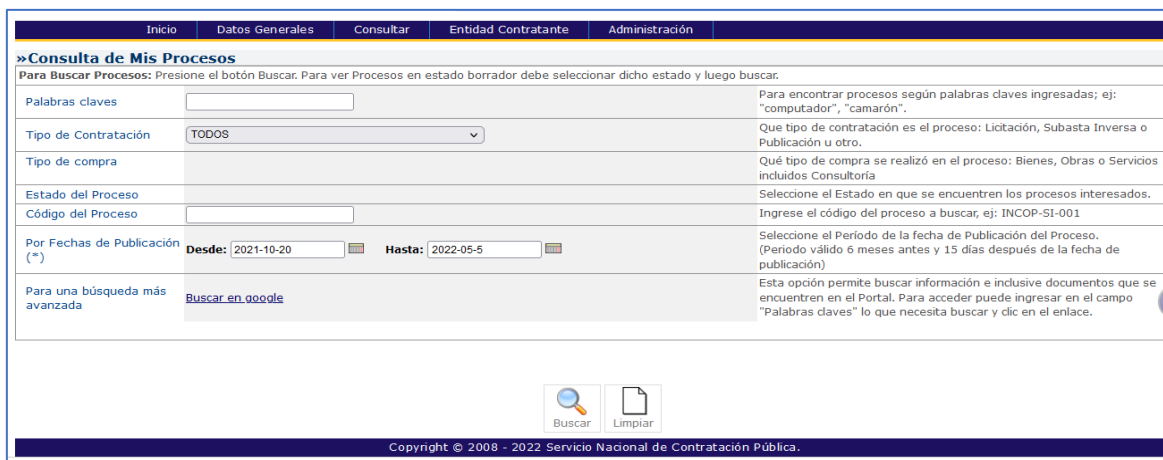 Inicio Datos Generales Consultar Entidad Contratante Administración
»Consulta de Mis Procesos
Para Buscar Procesos: Presione el botón Buscar. Para ver Procesos en estado borrador debe seleccionar dicho estado y luego buscar.
Palabras claves
Para encontrar procesos según palabras claves ingresadas; ej:
"computador", "camarón".
Tipo de Contratación TODOS
Que tipo de contratación es el proceso: Licitación, Subasta Inversa o
Publicación u otro.
Tipo de compra
Qué tipo de compra se realizó en el proceso: Bienes, Obras o Servicios
incluidos Consultoría
Estado del Proceso Seleccione el Estado en que se encuentren los procesos interesados.
Código del Proceso Ingrese el código del proceso a buscar, ej: INCOP-SI-001
Por Fechas de Publicación
(*)
Desde: 2021-10-20 Hasta: 2022-05-5
Seleccione el Período de la fecha de Publicación del Proceso.
(Periodo válido 6 meses antes y 15 días después de la fecha de
publicación)
Para una búsqueda más
avanzada
Buscar en google
Esta opción permite buscar información e inclusive documentos que se
encuentren en el Portal. Para acceder puede ingresar en el campo
"Palabras claves" lo que necesita buscar y clic en el enlace.
Buscar Limpiar
Copyright © 2008 - 2022 Servicio Nacional de Contratación Pública.